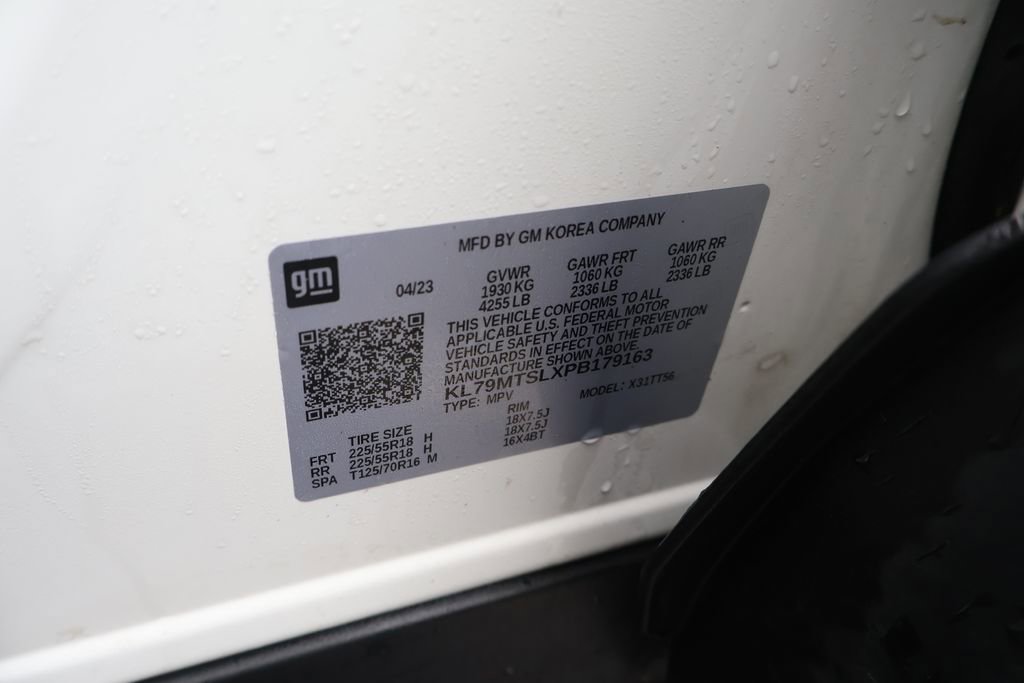 MFD BY GM KOREA COMPANY
gm
04/23
GVWR GAWR FRT GAWR RR
1930 KG 1060 KG 1060 KG
4255 LB 2336 LB 2336 LB
THIS VEHICLE CONFORMS TO ALL
APPLICABLE U.S. FEDERAL MOTOR
VEHICLE SAFETY AND THEFT PREVENTION
STANDARDS IN EFFECT ON THE DATE OF
MANUFACTURE SHOWN ABOVE.
KL79MTSLXPB179163
TYPE: MPV MODEL: X31TT56
TIRE SIZE RIM
FRT 225/55R18 H 18X7.5J
RR 225/55R18 H 18X7.5J
SPA T125/70R16 M 16X4BT